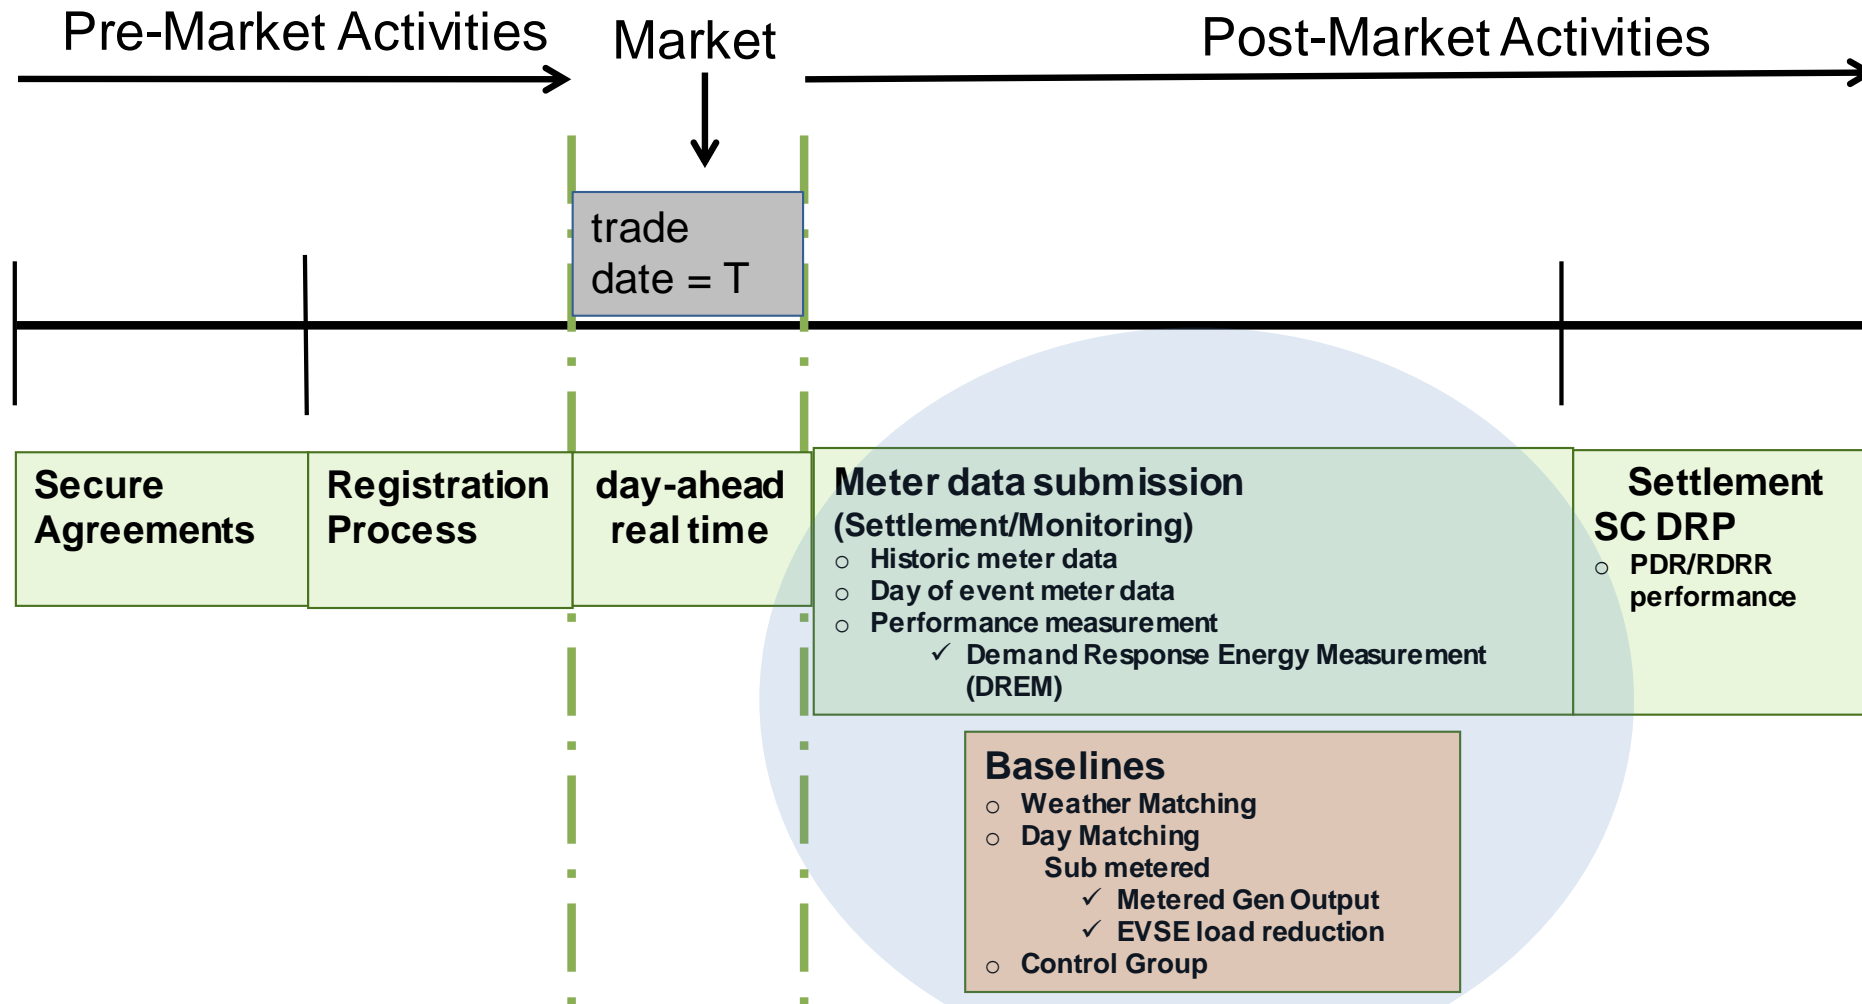 Pre-Market Activities
Market
Post-Market Activities
trade
date = T
Secure
Agreements
Registration
Process
day-ahead
real time
Meter data submission
(Settlement/Monitoring)
○ Historic meter data
○ Day of event meter data
○ Performance measurement
✓ Demand Response Energy Measurement
(DREM)
Settlement
SC DRP
○ PDR/RDRR
performance
Baselines
○ Weather Matching
○ Day Matching
Sub metered
✓ Metered Gen Output
✓ EVSE load reduction
○ Control Group